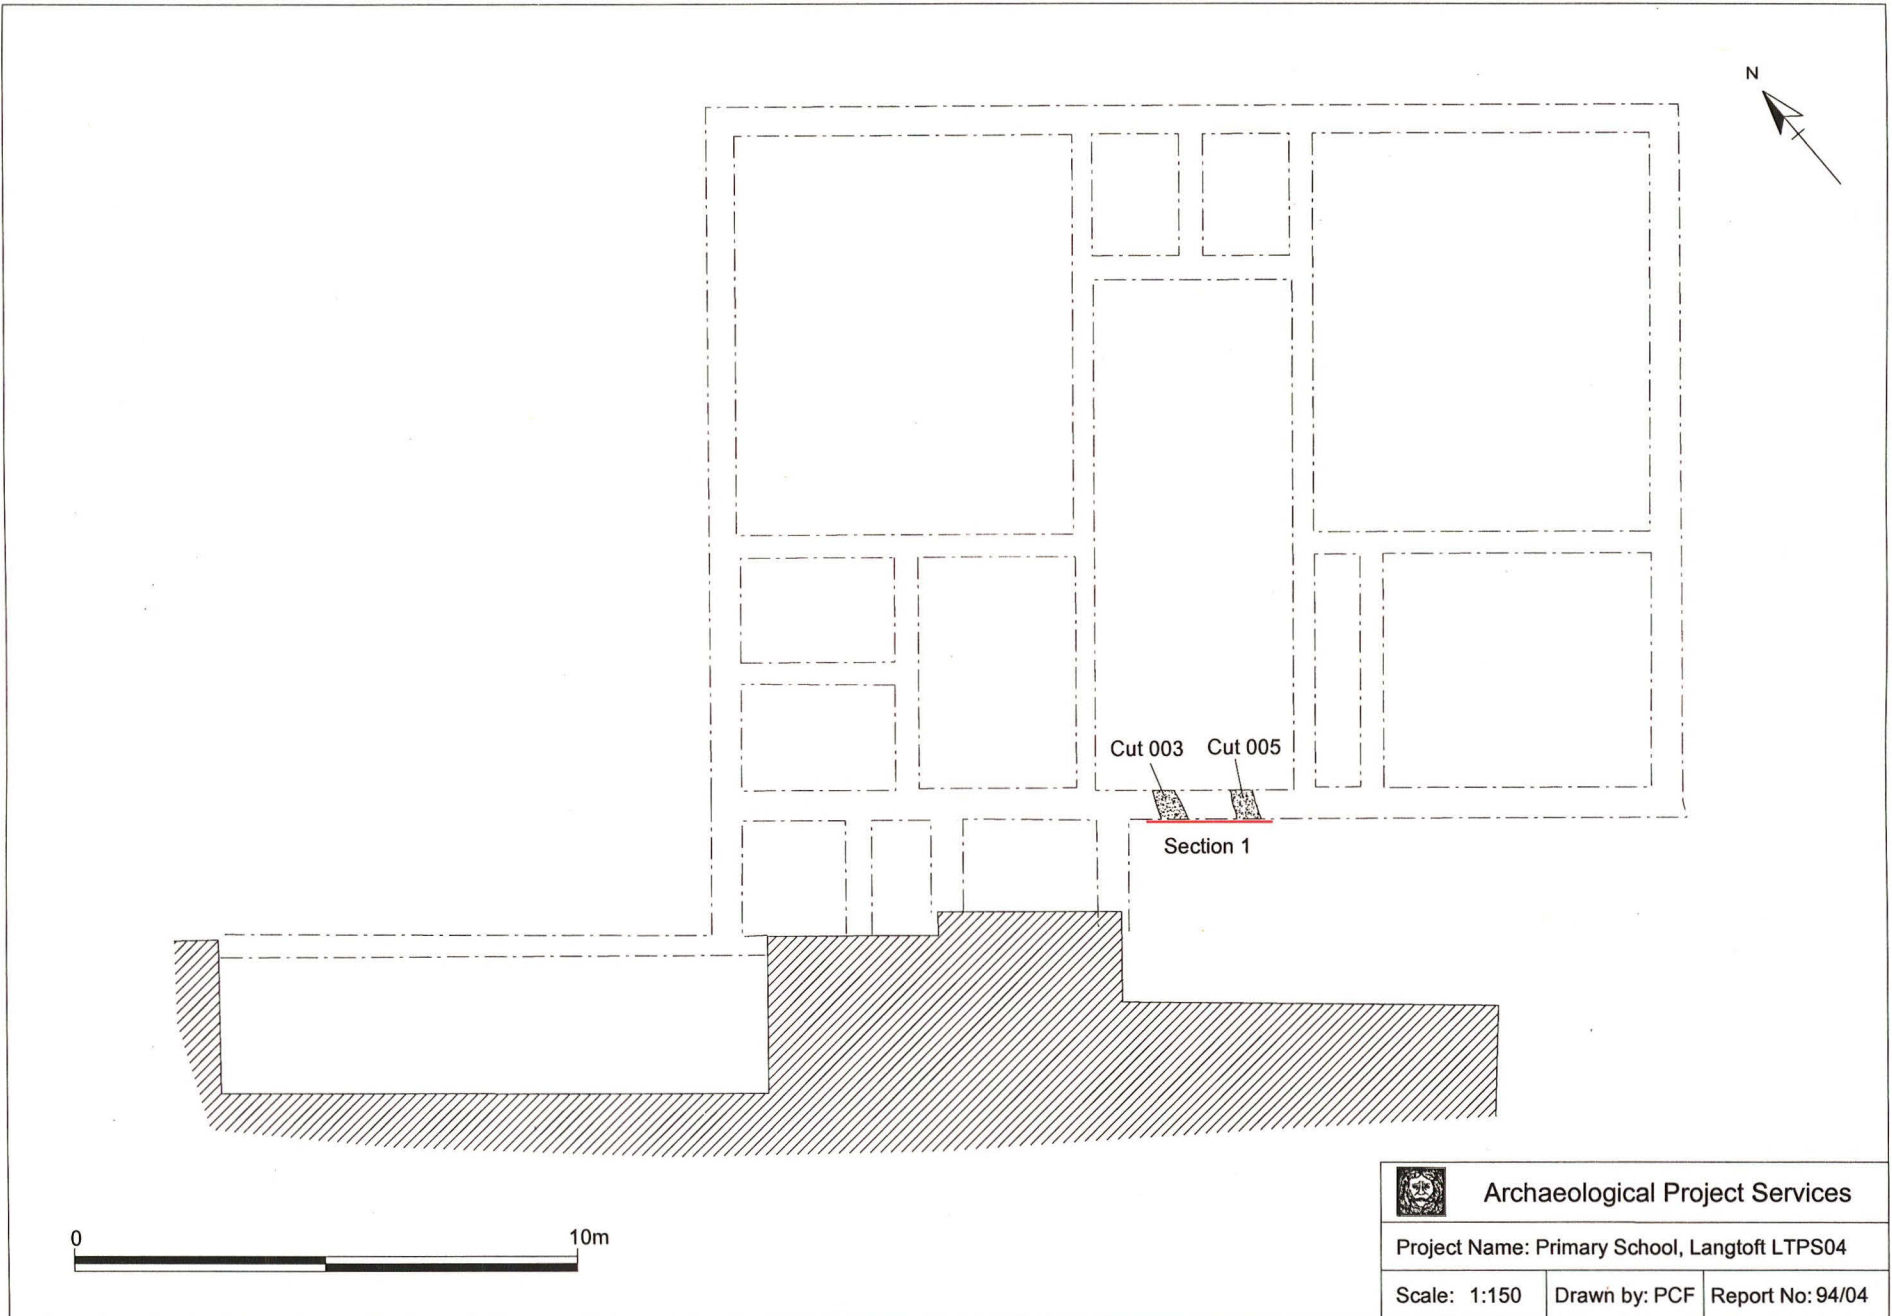 N
Cut 003 Cut 005
Section 1
0 10m
Archaeological Project Services
Project Name: Primary School, Langtoft LTPS04
Scale: 1:150 Drawn by: PCF Report No: 94/04